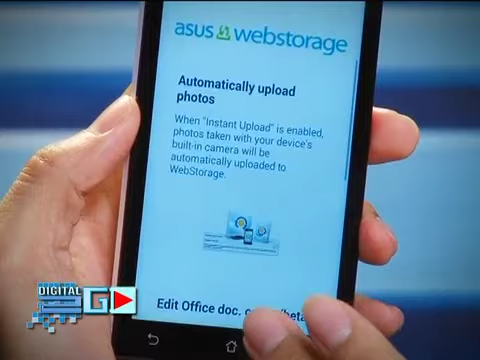 asus webstorage
Automatically upload
photos
When "Instant Upload" is enabled,
photos taken with your device's
built-in camera will be
automatically uploaded to
WebStorage.
Edit Office doc.
DIGITAL
GO